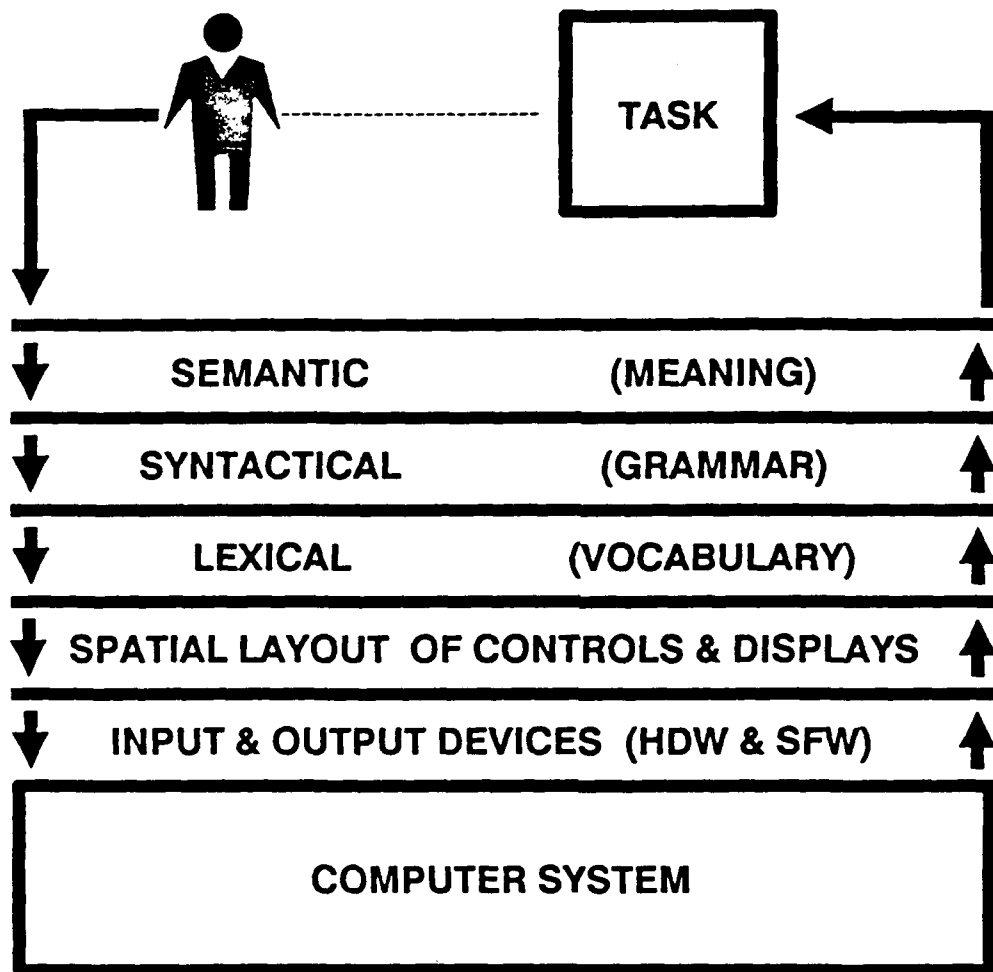 TASK
SEMANTIC (MEANING)
SYNTACTICAL (GRAMMAR)
LEXICAL (VOCABULARY)
SPATIAL LAYOUT OF CONTROLS & DISPLAYS
INPUT & OUTPUT DEVICES (HDW & SFW)
COMPUTER SYSTEM